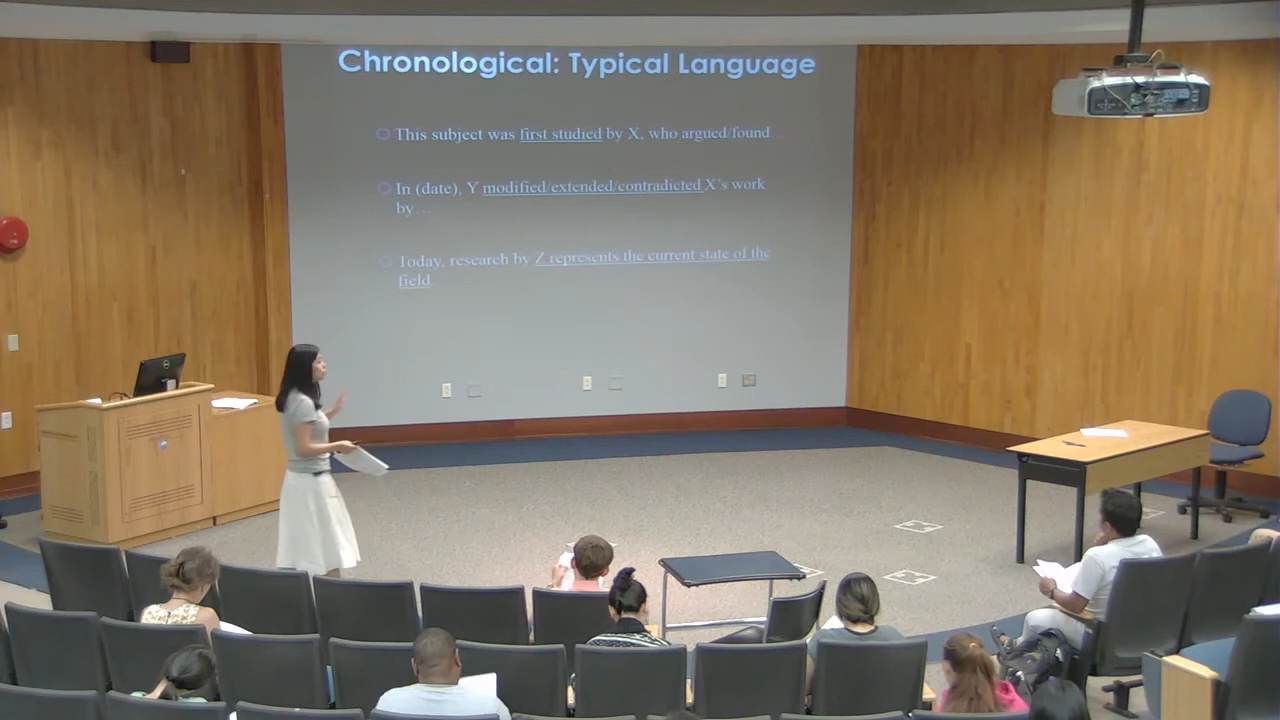 Chronological: Typical Language
This subject was first studied by X, who argued/found...
In (date), Y modified/extended/contradicted X's work
by...
Today, research by Z represents the current state of the
field